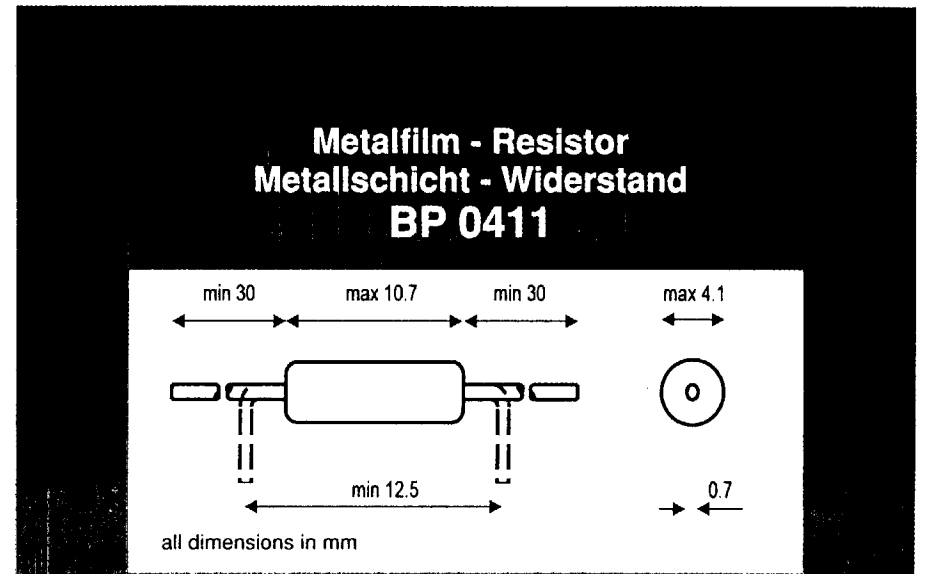 Metalfilm - Resistor
Metallschicht - Widerstand
BP 0411
min 30 max 10.7 min 30 max 4.1
min 12.5 0.7
all dimensions in mm